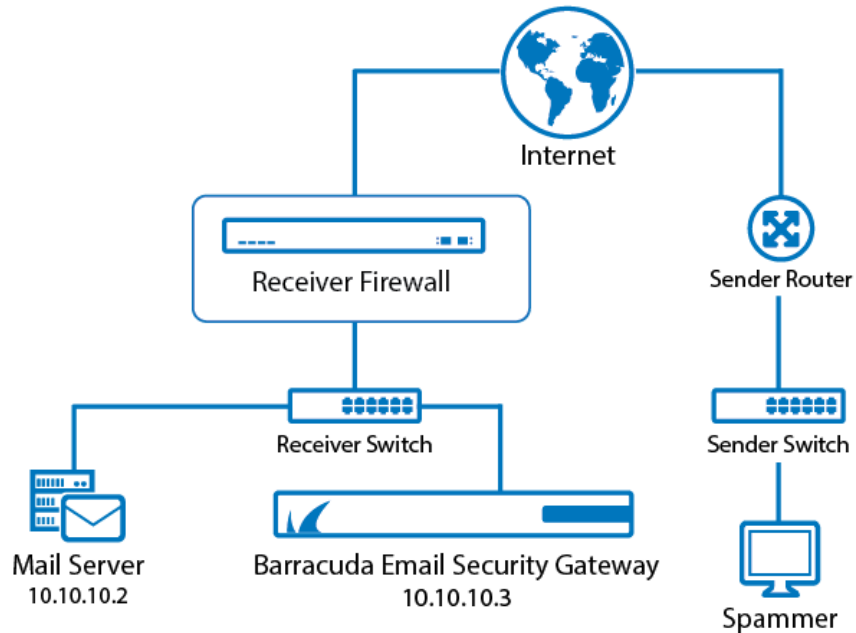 Internet
Receiver Firewall
Sender Router
Receiver Switch
Sender Switch
Mail Server
10.10.10.2
Barracuda Email Security Gateway
10.10.10.3
Spammer